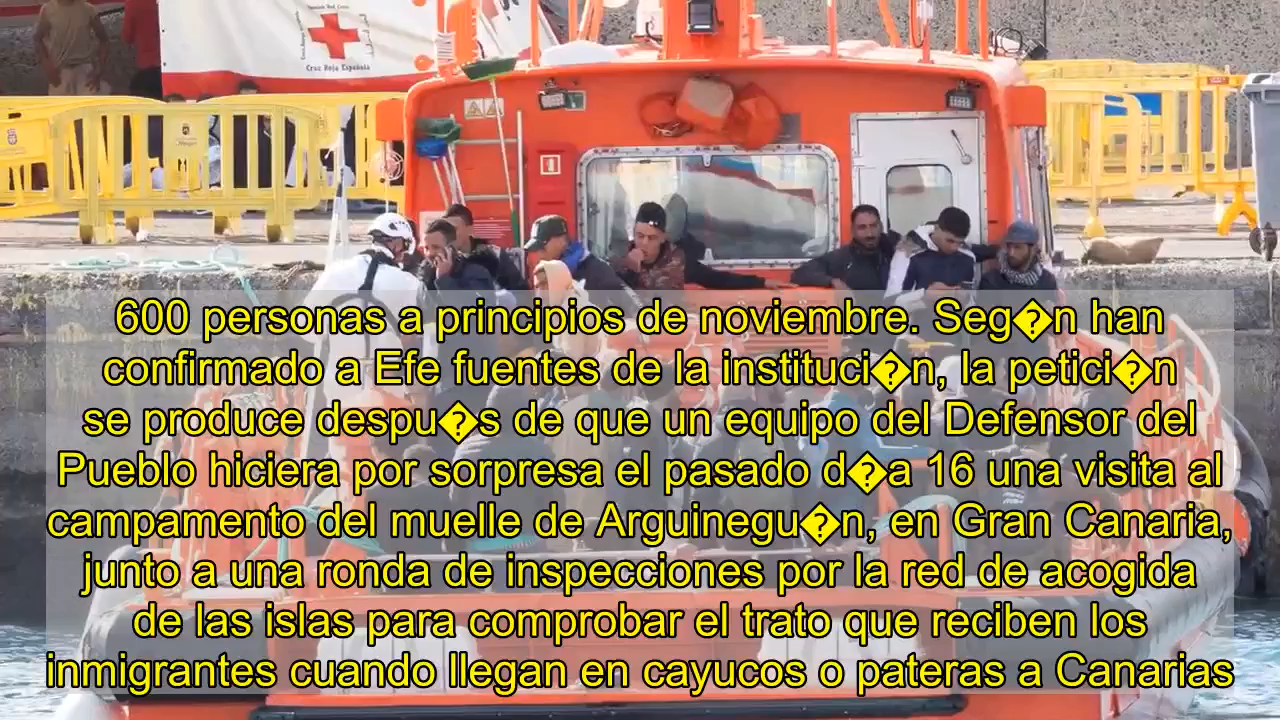 Cruz Roja Española
600 personas a principios de noviembre. Seg�n han
confirmado a Efe fuentes de la instituci�n, la petici�n
se produce despu�s de que un equipo del Defensor del
Pueblo hiciera por sorpresa el pasado d�a 16 una visita al
campamento del muelle de Arguinegu�n, en Gran Canaria,
junto a una ronda de inspecciones por la red de acogida
de las islas para comprobar el trato que reciben los
inmigrantes cuando llegan en cayucos o pateras a Canarias